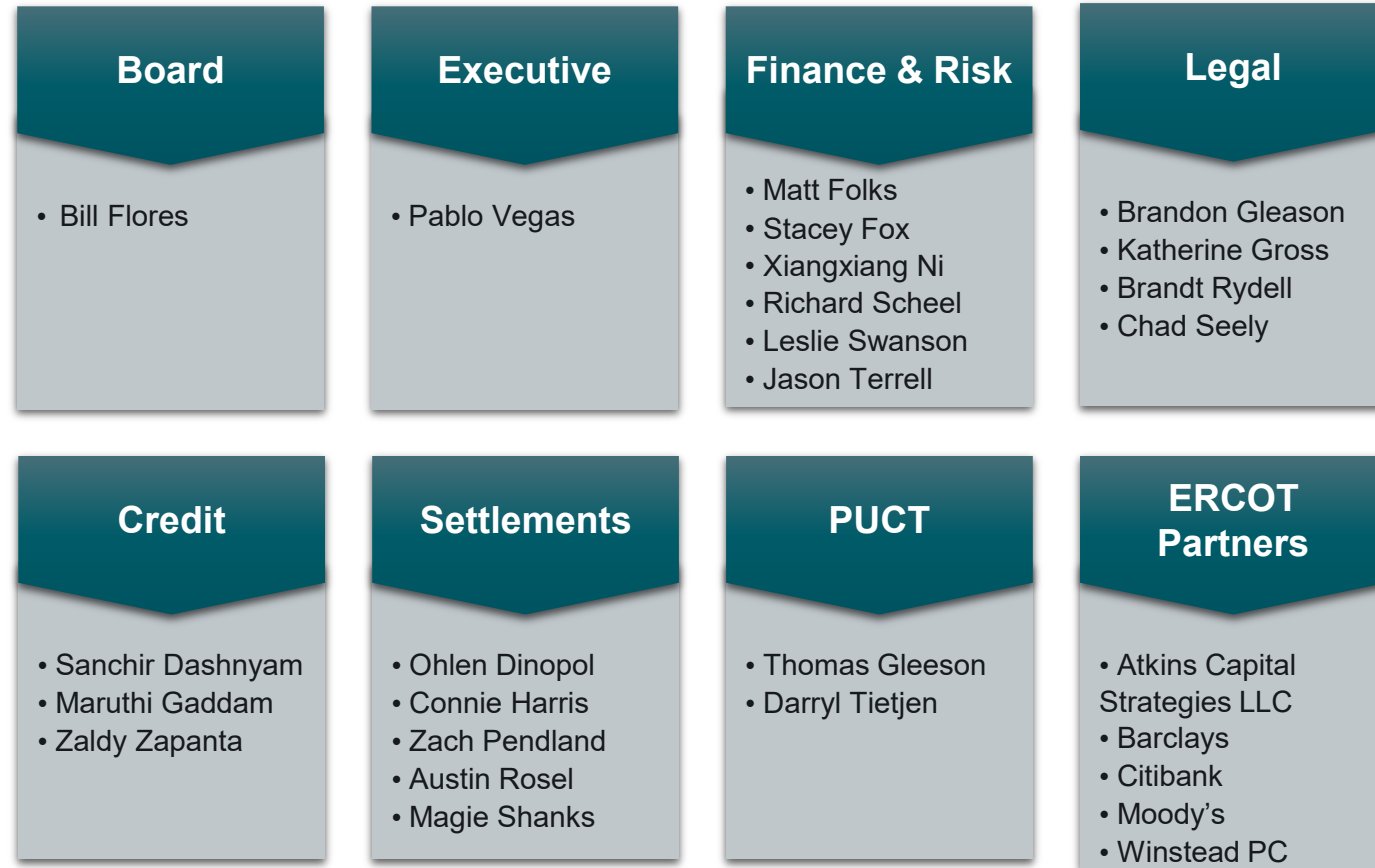 Board
• Bill Flores
Executive
• Pablo Vegas
Finance & Risk
• Matt Folks
• Stacey Fox
• Xiangxiang Ni
• Richard Scheel
• Leslie Swanson
• Jason Terrell
Legal
• Brandon Gleason
• Katherine Gross
• Brandt Rydell
• Chad Seely
Credit
• Sanchir Dashnyam
• Maruthi Gaddam
• Zaldy Zapanta
Settlements
• Ohlen Dinopol
• Connie Harris
• Zach Pendland
• Austin Rosel
• Magie Shanks
PUCT
• Thomas Gleeson
• Darryl Tietjen
ERCOT
Partners
• Atkins Capital
Strategies LLC
• Barclays
• Citibank
• Moody’s
• Winstead PC